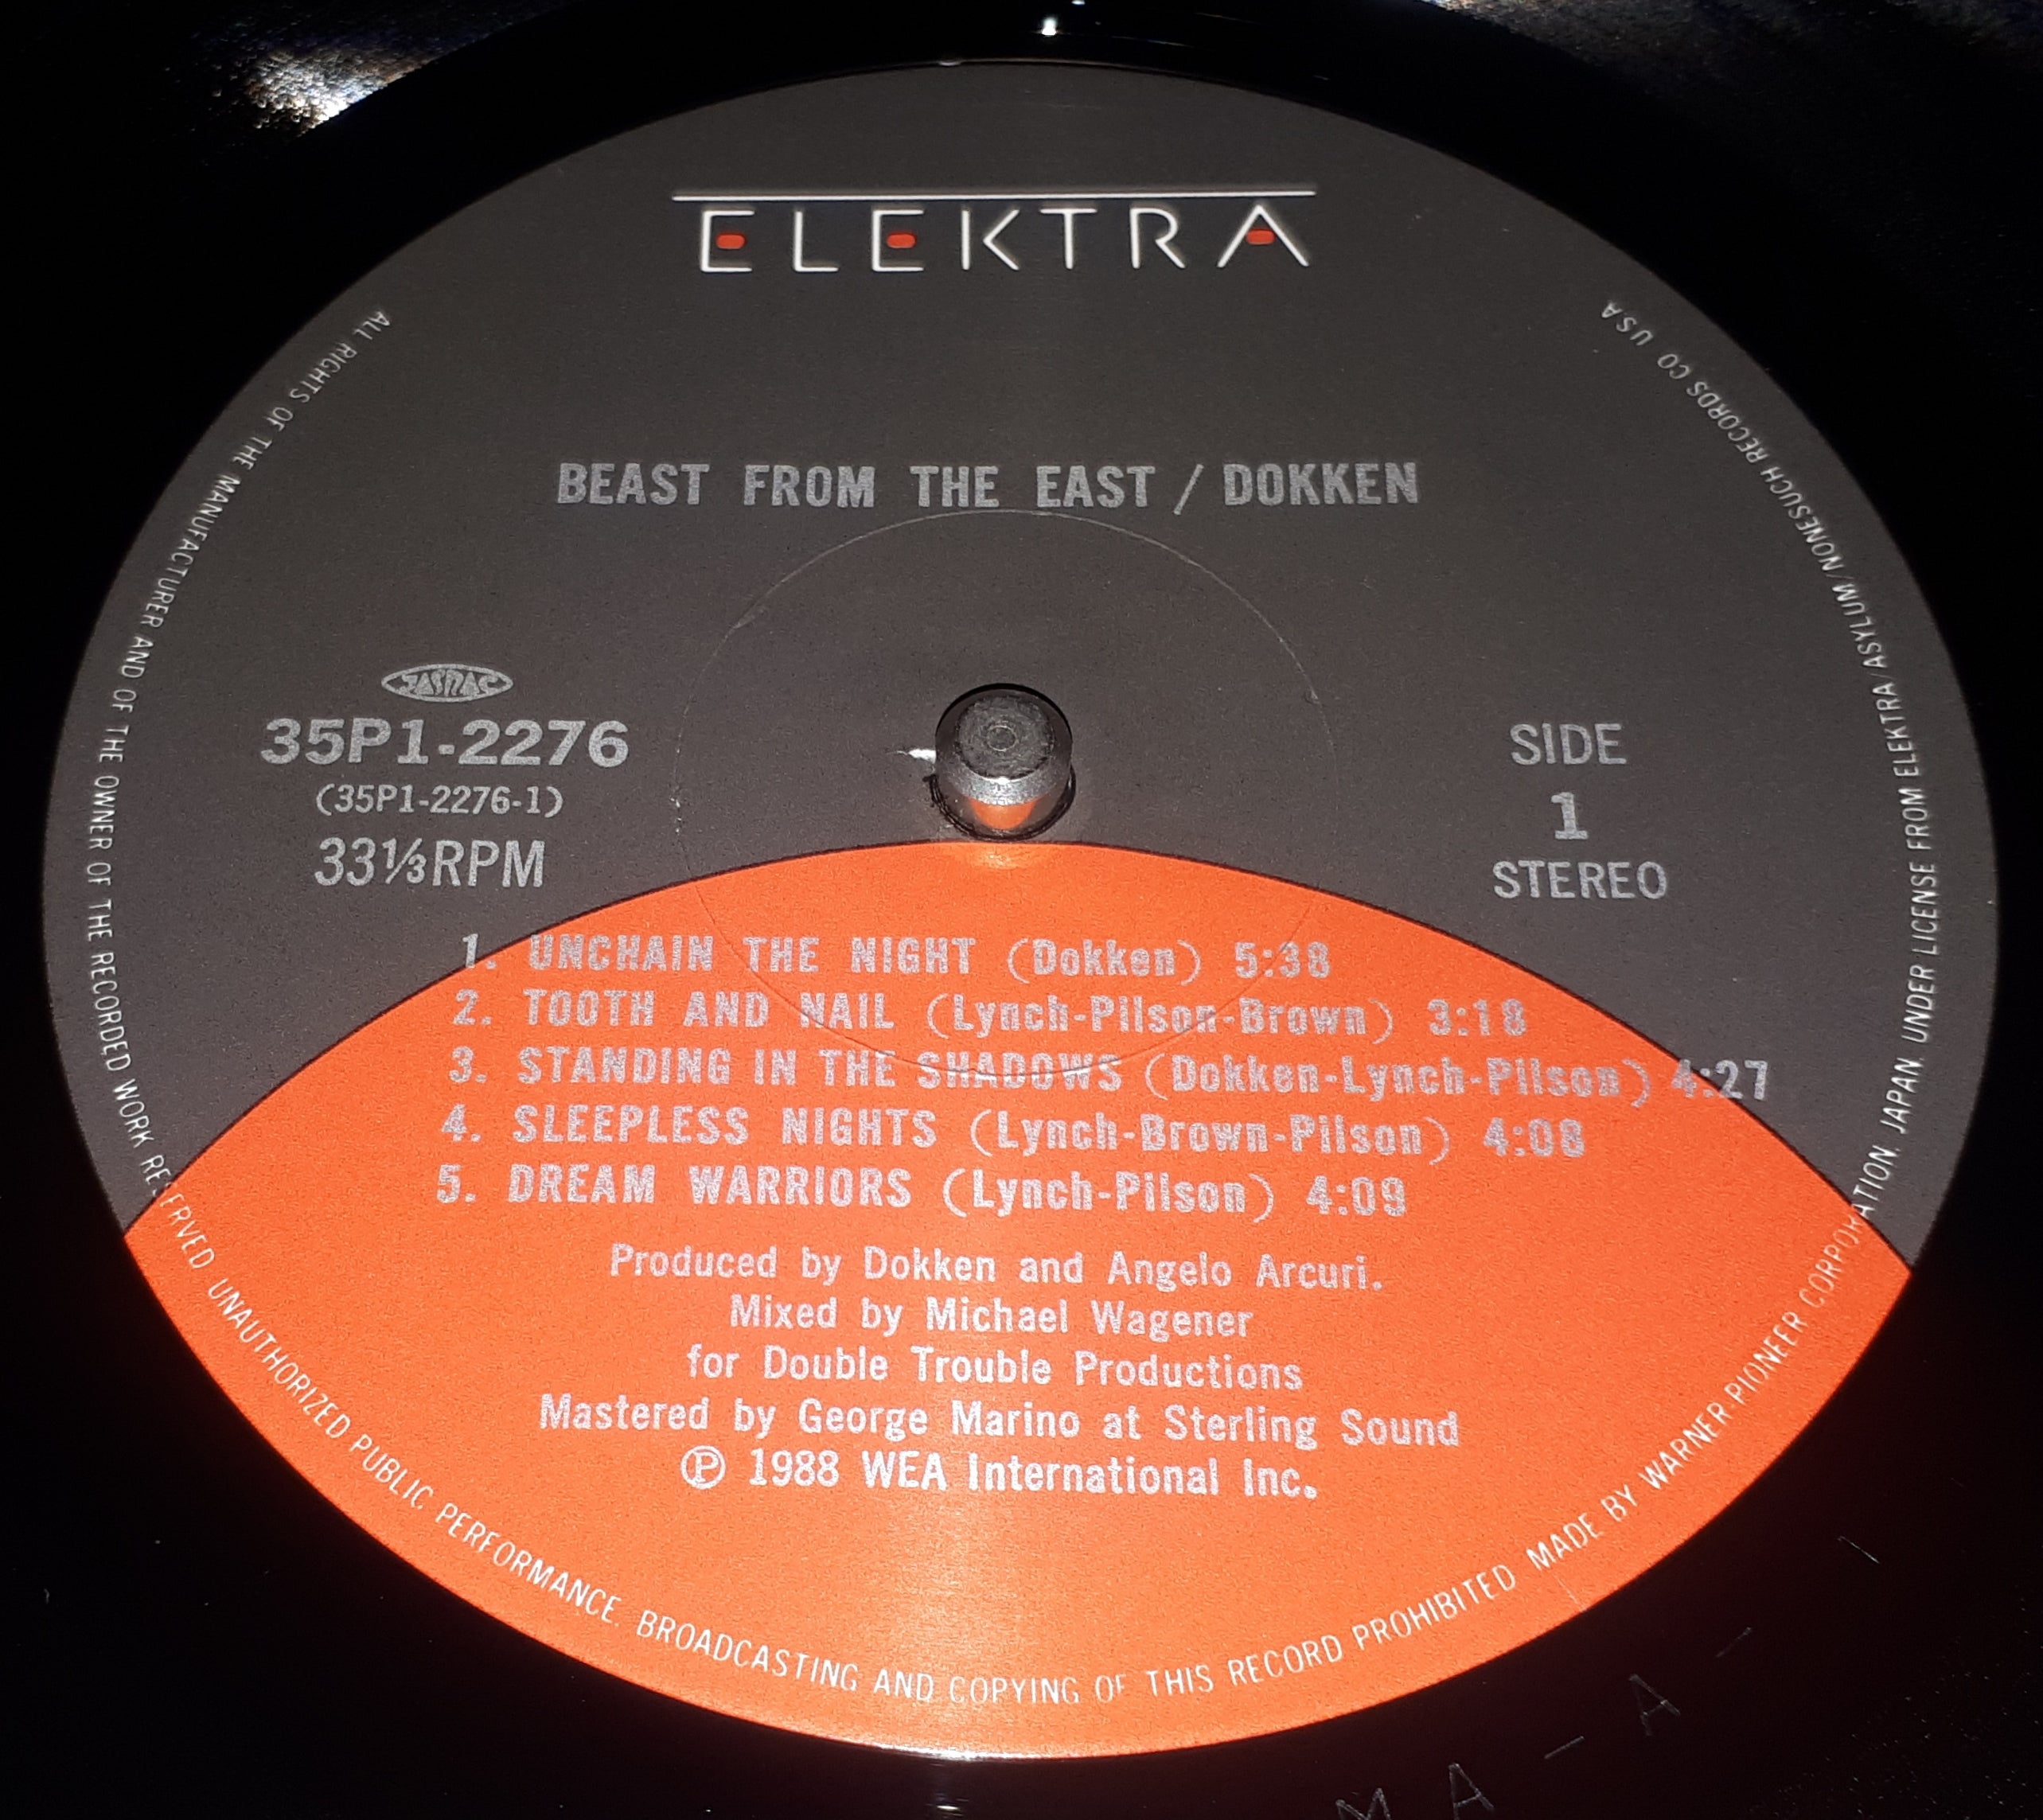 ELEKTRA
BEAST FROM THE EAST / DOKKEN
JASRAC
35P1-2276
(35P1-2276-1)
33⅓RPM
SIDE
1
STEREO
1. UNCHAIN THE NIGHT (Dokken) 5:38
2. TOOTH AND NAIL (Lynch-Pilson-Brown) 3:18
3. STANDING IN THE SHADOWS (Dokken-Lynch-Pilson) 4:27
4. SLEEPLESS NIGHTS (Lynch-Brown-Pilson) 4:08
5. DREAM WARRIORS (Lynch-Pilson) 4:09
Produced by Dokken and Angelo Arcuri.
Mixed by Michael Wagener
for Double Trouble Productions
Mastered by George Marino at Sterling Sound
℗ 1988 WEA International Inc.
ALL RIGHTS OF THE MANUFACTURER AND OF THE OWNER OF THE RECORDED WORK RESERVED UNAUTHORIZED PUBLIC PERFORMANCE. BROADCASTING AND COPYING OF THIS RECORD PROHIBITED MADE BY WARNER-PIONEER CORPORATION, JAPAN. UNDER LICENSE FROM ELEKTRA/ASYLUM/NONESUCH RECORDS CO USA
M A - A -